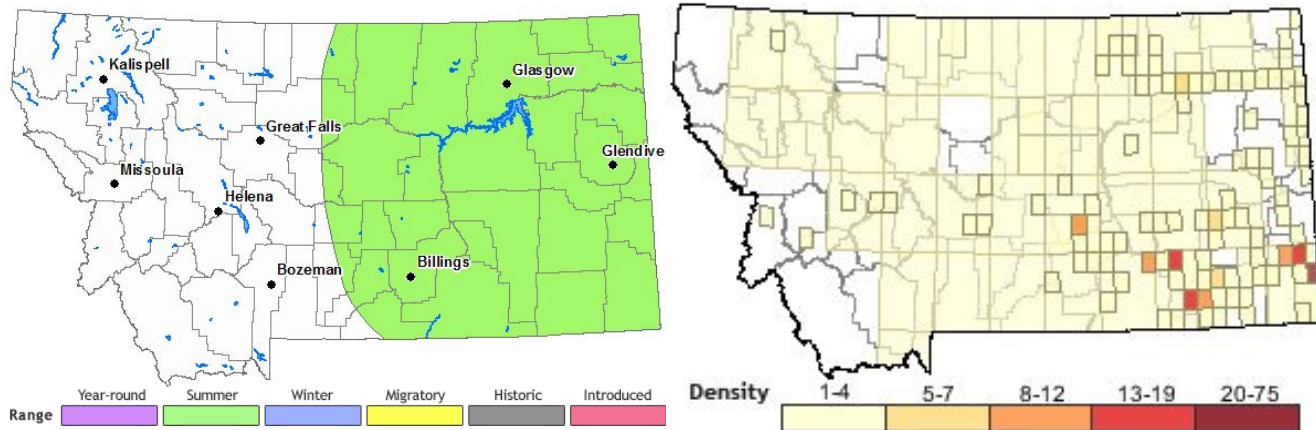 Kalispell
Glasgow
Great Falls
Glendive
Missoula
Helena
Bozeman
Billings
Range Year-round Summer Winter Migratory Historic Introduced
Density 1-4 5-7 8-12 13-19 20-75